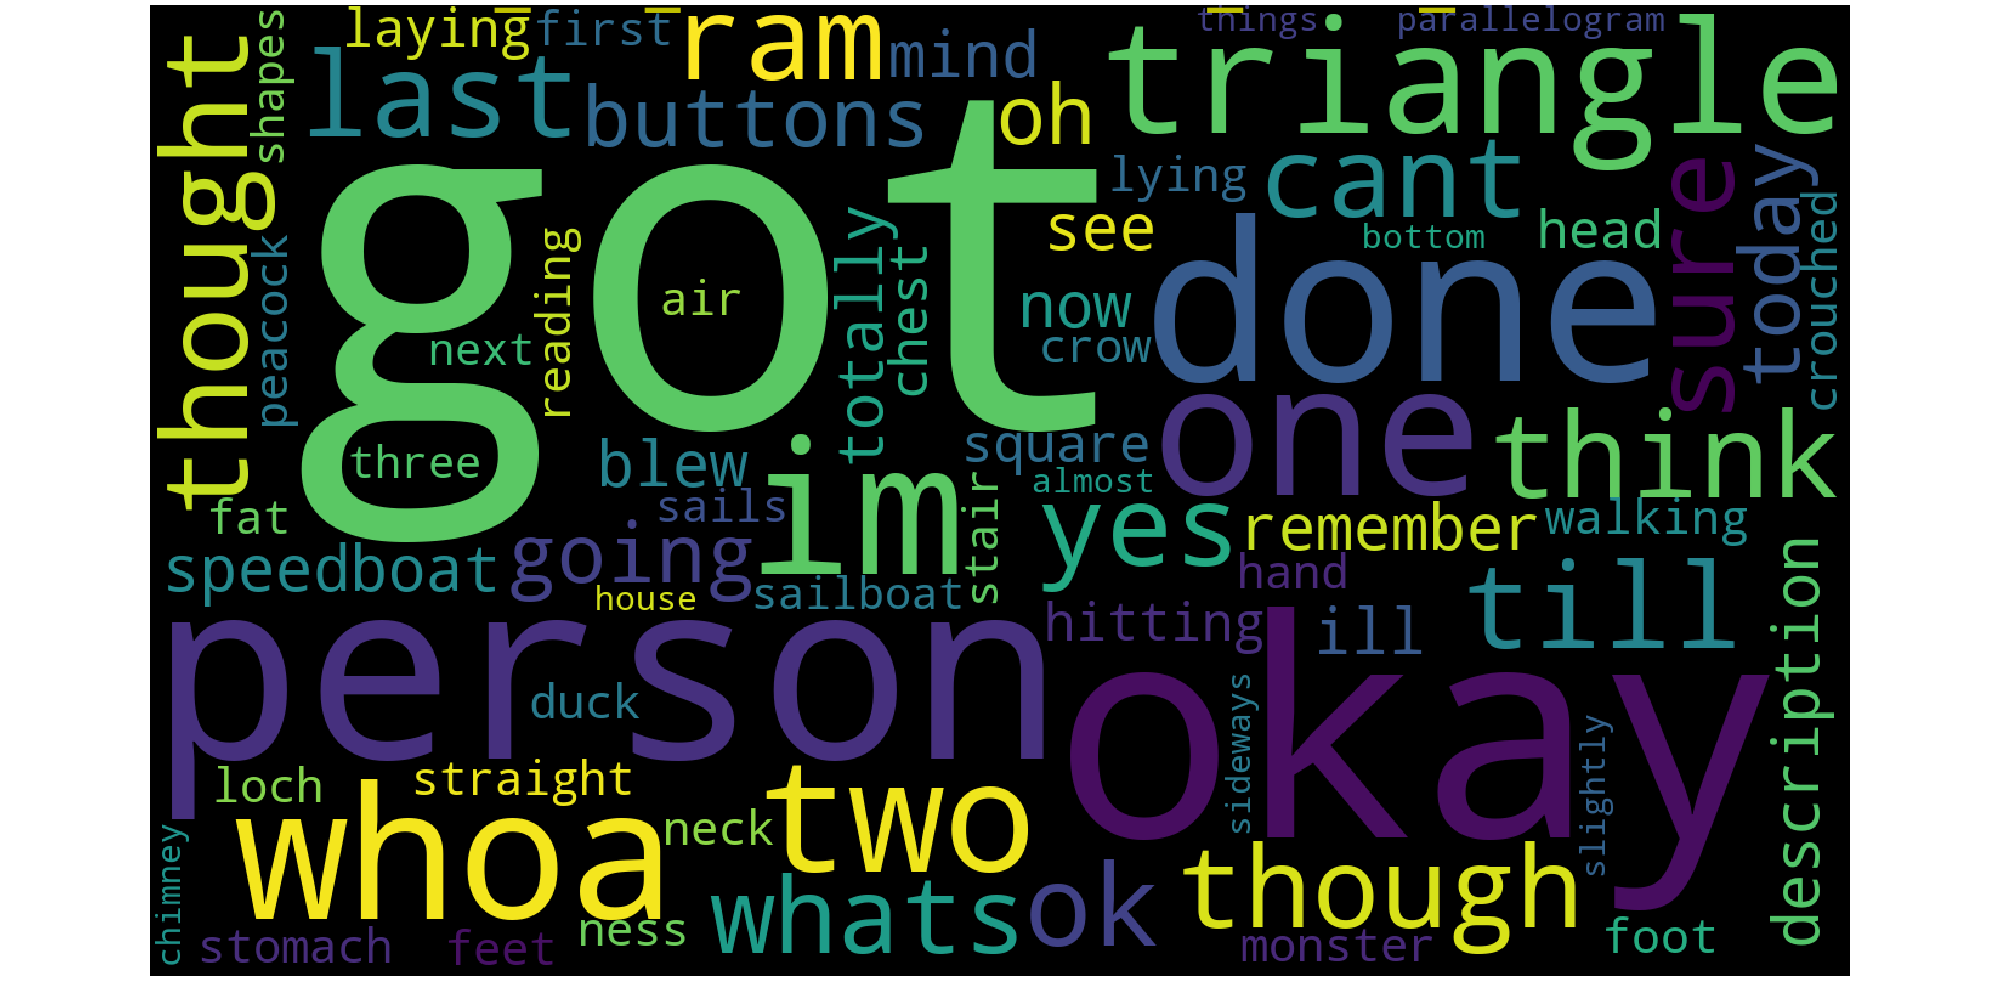 laying
first
ram
mind
things
parallelogram
thought
shapes
last
buttons
oh
triangle
got
lying
cant
sure
today
see
bottom
head
crouched
peacock
reading
air
totally
chest
now
crow
done
next
three
blew
im
square
one
think
almost
fat
sails
stair
yes
remember
walking
speedboat
going
house
sailboat
hand
hitting
ill
till
description
person
okay
duck
sideways
slightly
loch
straight
chimney
whoa
neck
two
whats
ok
though
stomach
feet
ness
monster
foot